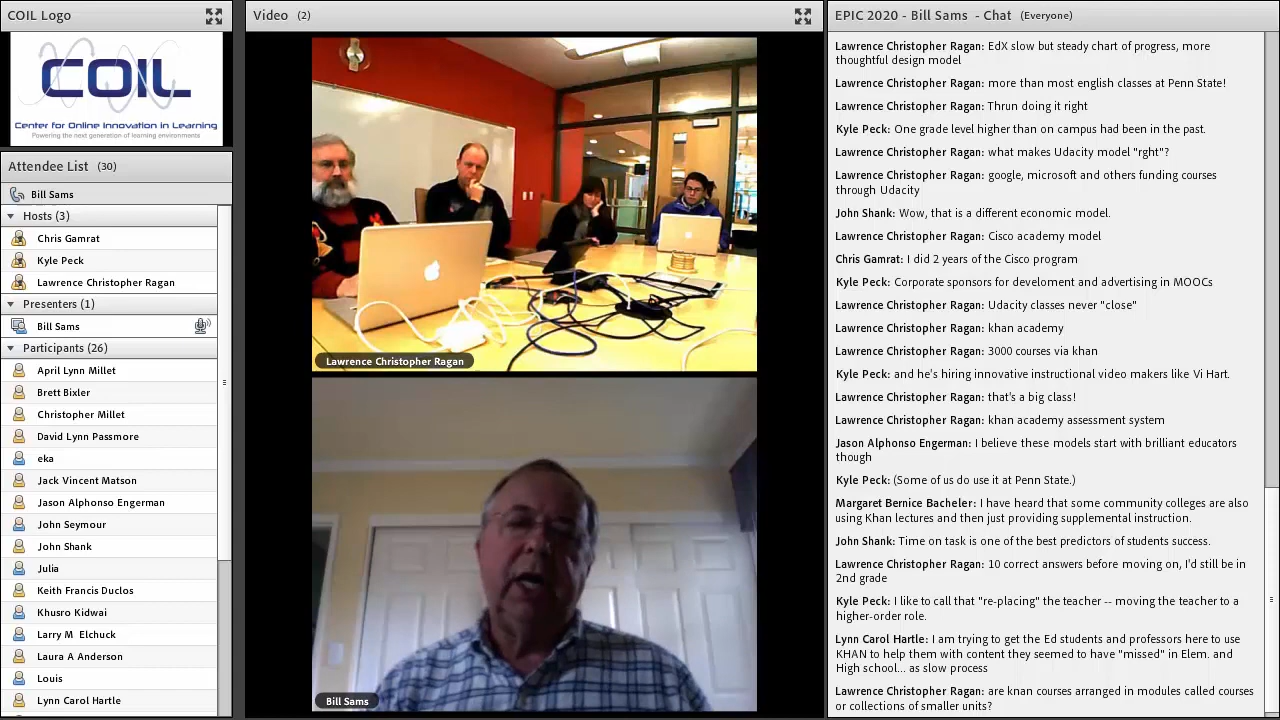 COIL Logo
COIL
Center for Online Innovation in Learning
Powering the next generation of learning environments
Attendee List (30)
Bill Sams
Hosts (3)
Chris Gamrat
Kyle Peck
Lawrence Christopher Ragan
Presenters (1)
Bill Sams
Participants (26)
April Lynn Millet
Brett Bixler
Christopher Millet
David Lynn Passmore
eka
Jack Vincent Matson
Jason Alphonso Engerman
John Seymour
John Shank
Julia
Keith Francis Duclos
Khusro Kidwai
Larry M Elchuck
Laura A Anderson
Louis
Lynn Carol Hartle
Video (2)
Lawrence Christopher Ragan
Bill Sams
EPIC 2020 - Bill Sams - Chat (Everyone)
Lawrence Christopher Ragan: EdX slow but steady chart of progress, more
thoughtful design model
Lawrence Christopher Ragan: more than most english classes at Penn State!
Lawrence Christopher Ragan: Thrun doing it right
Kyle Peck: One grade level higher than on campus had been in the past.
Lawrence Christopher Ragan: what makes Udacity model "rght"?
Lawrence Christopher Ragan: google, microsoft and others funding courses
through Udacity
John Shank: Wow, that is a different economic model.
Lawrence Christopher Ragan: Cisco academy model
Chris Gamrat: I did 2 years of the Cisco program
Kyle Peck: Corporate sponsors for develoment and advertising in MOOCs
Lawrence Christopher Ragan: Udacity classes never "close"
Lawrence Christopher Ragan: khan academy
Lawrence Christopher Ragan: 3000 courses via khan
Kyle Peck: and he's hiring innovative instructional video makers like Vi Hart.
Lawrence Christopher Ragan: that's a big class!
Lawrence Christopher Ragan: khan academy assessment system
Jason Alphonso Engerman: I believe these models start with brilliant educators
though
Kyle Peck: (Some of us do use it at Penn State.)
Margaret Bernice Bacheler: I have heard that some community colleges are also
using Khan lectures and then just providing supplemental instruction.
John Shank: Time on task is one of the best predictors of students success.
Lawrence Christopher Ragan: 10 correct answers before moving on, I'd still be in
2nd grade
Kyle Peck: I like to call that "re-placing" the teacher -- moving the teacher to a
higher-order role.
Lynn Carol Hartle: I am trying to get the Ed students and professors here to use
KHAN to help them with content they seemed to have "missed" in Elem. and
High school... as slow process
Lawrence Christopher Ragan: are knan courses arranged in modules called courses
or collections of smaller units?